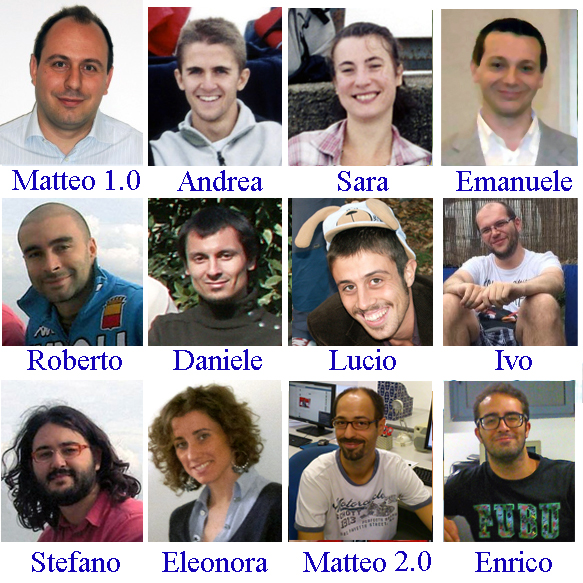 Matteo 1.0 Andrea Sara Emanuele
Roberto Daniele Lucio Ivo
Stefano Eleonora Matteo 2.0 Enrico
FUBU